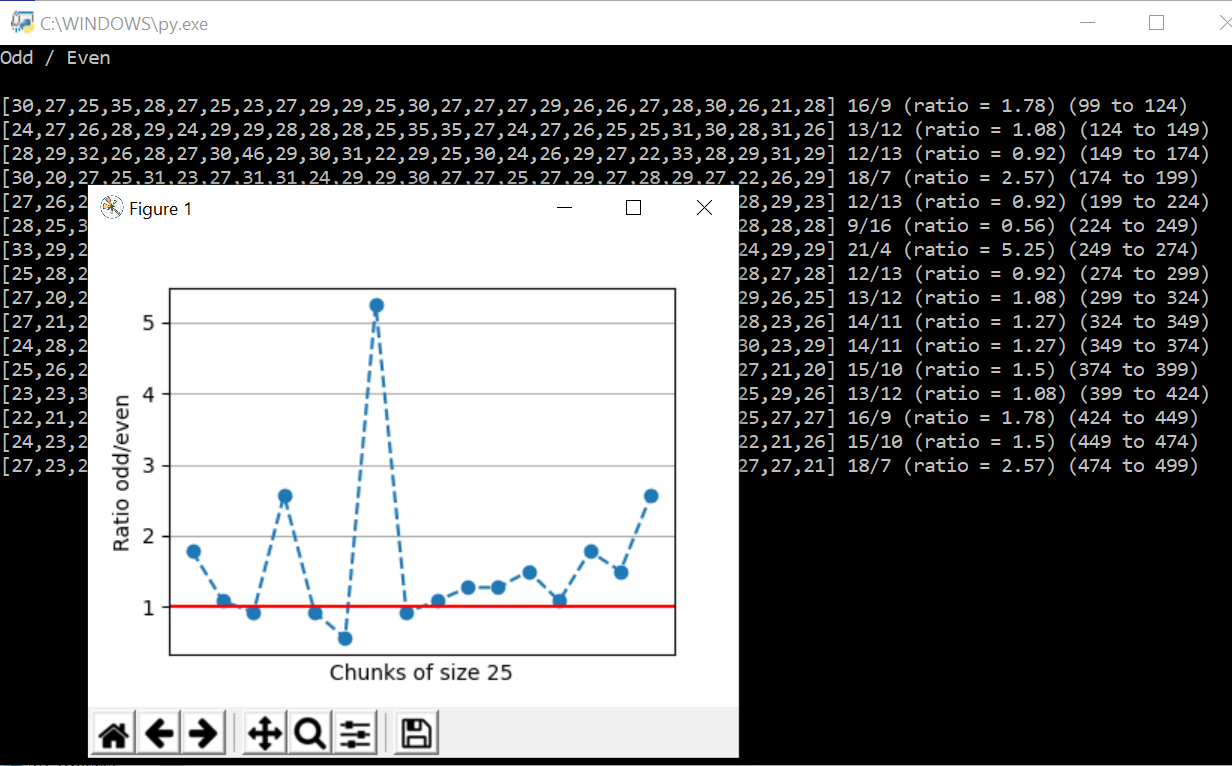 C:\WINDOWS\py.exe
Odd / Even
[30,27,25,35,28,27,25,23,27,29,29,25,30,27,27,27,29,26,26,27,28,30,26,21,28] 16/9 (ratio = 1.78) (99 to 124)
[24,27,26,28,29,24,29,29,28,28,28,25,35,35,27,24,27,26,25,25,31,30,28,31,26] 13/12 (ratio = 1.08) (124 to 149)
[28,29,32,26,28,27,30,46,29,30,31,22,29,25,30,24,26,29,27,22,33,28,29,31,29] 12/13 (ratio = 0.92) (149 to 174)
[30,20,27,25,31,23,27,31,31,24,29,29,30,27,27,25,27,29,27,28,29,27,22,26,29] 18/7 (ratio = 2.57) (174 to 199)
[27,26,2 28,29,23] 12/13 (ratio = 0.92) (199 to 224)
[28,25,3 28,28,28] 9/16 (ratio = 0.56) (224 to 249)
[33,29,2 24,29,29] 21/4 (ratio = 5.25) (249 to 274)
[25,28,2 28,27,28] 12/13 (ratio = 0.92) (274 to 299)
[27,20,2 29,26,25] 13/12 (ratio = 1.08) (299 to 324)
[27,21,2 28,23,26] 14/11 (ratio = 1.27) (324 to 349)
[24,28,2 30,23,29] 14/11 (ratio = 1.27) (349 to 374)
[25,26,2 27,21,20] 15/10 (ratio = 1.5) (374 to 399)
[23,23,3 25,29,26] 13/12 (ratio = 1.08) (399 to 424)
[22,21,2 25,27,27] 16/9 (ratio = 1.78) (424 to 449)
[24,23,2 22,21,26] 15/10 (ratio = 1.5) (449 to 474)
[27,23,2 27,27,21] 18/7 (ratio = 2.57) (474 to 499)
Figure 1
5
4
3
2
1
Ratio odd/even
Chunks of size 25